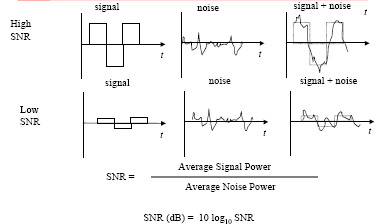 signal noise signal + noise
High SNR
t t t
signal noise signal + noise
Low SNR
t t t
SNR = Average Signal Power
Average Noise Power
SNR (dB) = 10 log10 SNR